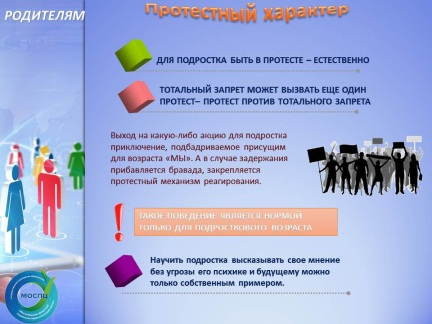 РОДИТЕЛЯМ
Протестный характер
ДЛЯ ПОДРОСТКА БЫТЬ В ПРОТЕСТЕ – ЕСТЕСТВЕННО
ТОТАЛЬНЫЙ ЗАПРЕТ МОЖЕТ ВЫЗВАТЬ ЕЩЕ ОДИН
ПРОТЕСТ– ПРОТЕСТ ПРОТИВ ТОТАЛЬНОГО ЗАПРЕТА
Выход на какую-либо акцию для подростка
приключение, подбадриваемое присущим
для возраста «МЫ». А в случае задержания
прибавляется бравада, закрепляется
протестный механизм реагирования.
ТАКОЕ ПОВЕДЕНИЕ ЯВЛЯЕТСЯ НОРМОЙ
ТОЛЬКО ДЛЯ ПОДРОСТКОВОГО ВОЗРАСТА
Научить подростка высказывать свое мнение
без угрозы его психике и будущему можно
только собственным примером.
МОСПЦ